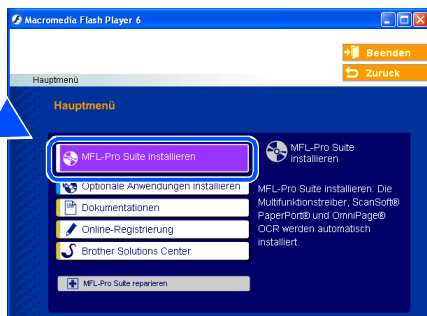 Macromedia Flash Player 6
Beenden
Zurück
Hauptmenü
Hauptmenü
MFL-Pro Suite installieren
Optionale Anwendungen installieren
Dokumentationen
Online-Registrierung
Brother Solutions Center
MFL-Pro Suite reparieren
MFL-Pro Suite
installieren
MFL-Pro Suite installieren: Die
Multifunktionstreiber, ScanSoft®
PaperPort® und OmniPage®
OCR werden automatisch
installiert.